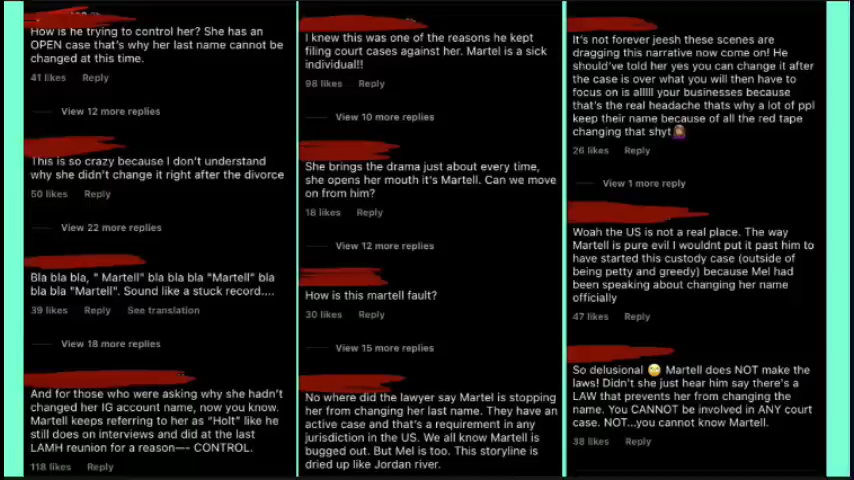 How is he trying to control her? She has an
OPEN case that's why her last name cannot be
changed at this time.
41 likes Reply
View 12 more replies
This is so crazy because I don't understand
why she didn't change it right after the divorce
50 likes Reply
View 22 more replies
Bla bla bla, " Martell" bla bla bla "Martell" bla
bla bla "Martell". Sound like a stuck record....
39 likes Reply See translation
View 18 more replies
And for those who were asking why she hadn't
changed her IG account name, now you know.
Martell keeps referring to her as "Holt" like he
still does on interviews and did at the last
LAMH reunion for a reason—- CONTROL.
118 likes Reply
I knew this was one of the reasons he kept
filing court cases against her. Martel is a sick
individual!!
98 likes Reply
View 10 more replies
She brings the drama just about every time,
she opens her mouth it's Martell. Can we move
on from him?
18 likes Reply
View 12 more replies
How is this martell fault?
30 likes Reply
View 15 more replies
No where did the lawyer say Martel is stopping
her from changing her last name. They have an
active case and that's a requirement in any
jurisdiction in the US. We all know Martell is
bugged out. But Mel is too. This storyline is
dried up like Jordan river.
It's not forever jeesh these scenes are
dragging this narrative now come on! He
should've told her yes you can change it after
the case is over what you will then have to
focus on is alllll your businesses because
that's the real headache thats why a lot of ppl
keep their name because of all the red tape
changing that shyt🤷🏽‍♀️
26 likes Reply
View 1 more reply
Woah the US is not a real place. The way
Martell is pure evil I wouldnt put it past him to
have started this custody case (outside of
being petty and greedy) because Mel had
been speaking about changing her name
officially
47 likes Reply
So delusional 🙄 Martell does NOT make the
laws! Didn't she just hear him say there's a
LAW that prevents her from changing the
name. You CANNOT be involved in ANY court
case. NOT...you cannot know Martell.
38 likes Reply